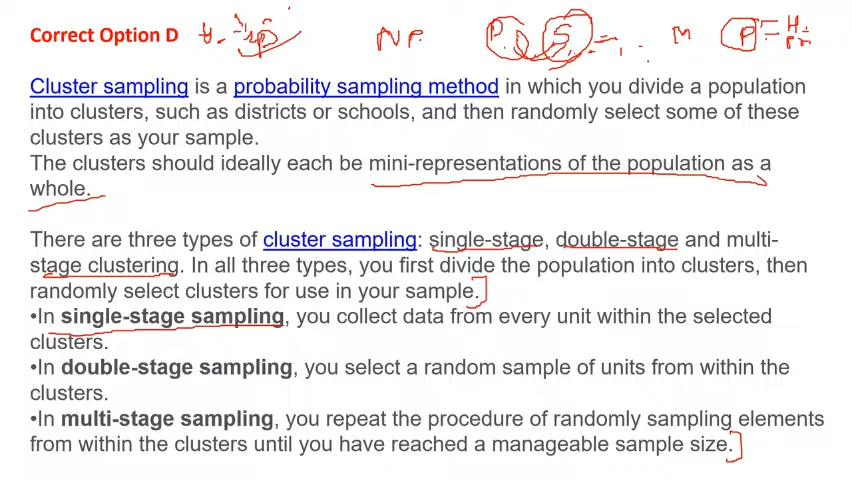 Correct Option D
NP.
P.
S
M
P
Cluster sampling is a probability sampling method in which you divide a population
into clusters, such as districts or schools, and then randomly select some of these
clusters as your sample.
The clusters should ideally each be mini-representations of the population as a
whole.
There are three types of cluster sampling: single-stage, double-stage and multi-
stage clustering. In all three types, you first divide the population into clusters, then
randomly select clusters for use in your sample.
•In single-stage sampling, you collect data from every unit within the selected
clusters.
•In double-stage sampling, you select a random sample of units from within the
clusters.
•In multi-stage sampling, you repeat the procedure of randomly sampling elements
from within the clusters until you have reached a manageable sample size.